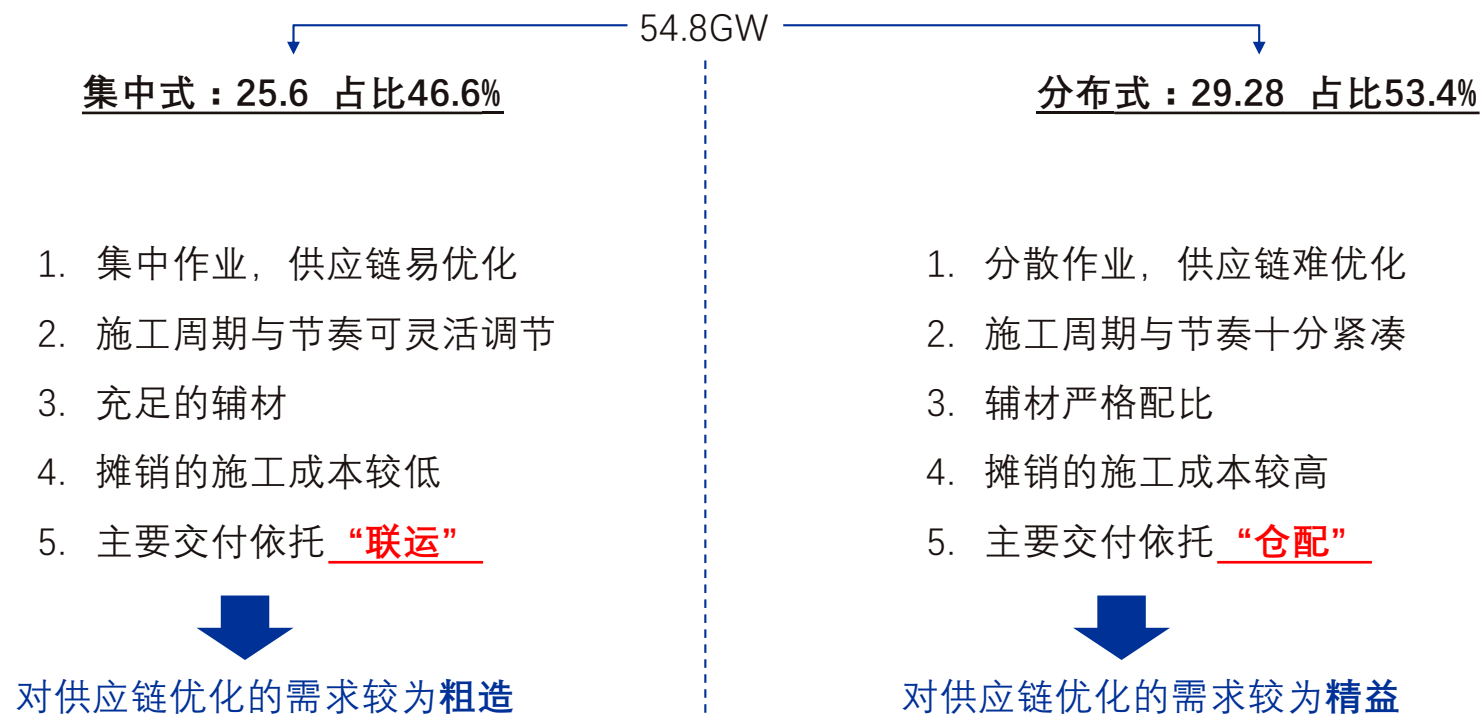 54.8GW
集中式：25.6 占比46.6%
1. 集中作业，供应链易优化
2. 施工周期与节奏可灵活调节
3. 充足的辅材
4. 摊销的施工成本较低
5. 主要交付依托“联运”
对供应链优化的需求较为粗造
分布式：29.28 占比53.4%
1. 分散作业，供应链难优化
2. 施工周期与节奏十分紧凑
3. 辅材严格配比
4. 摊销的施工成本较高
5. 主要交付依托“仓配”
对供应链优化的需求较为精益